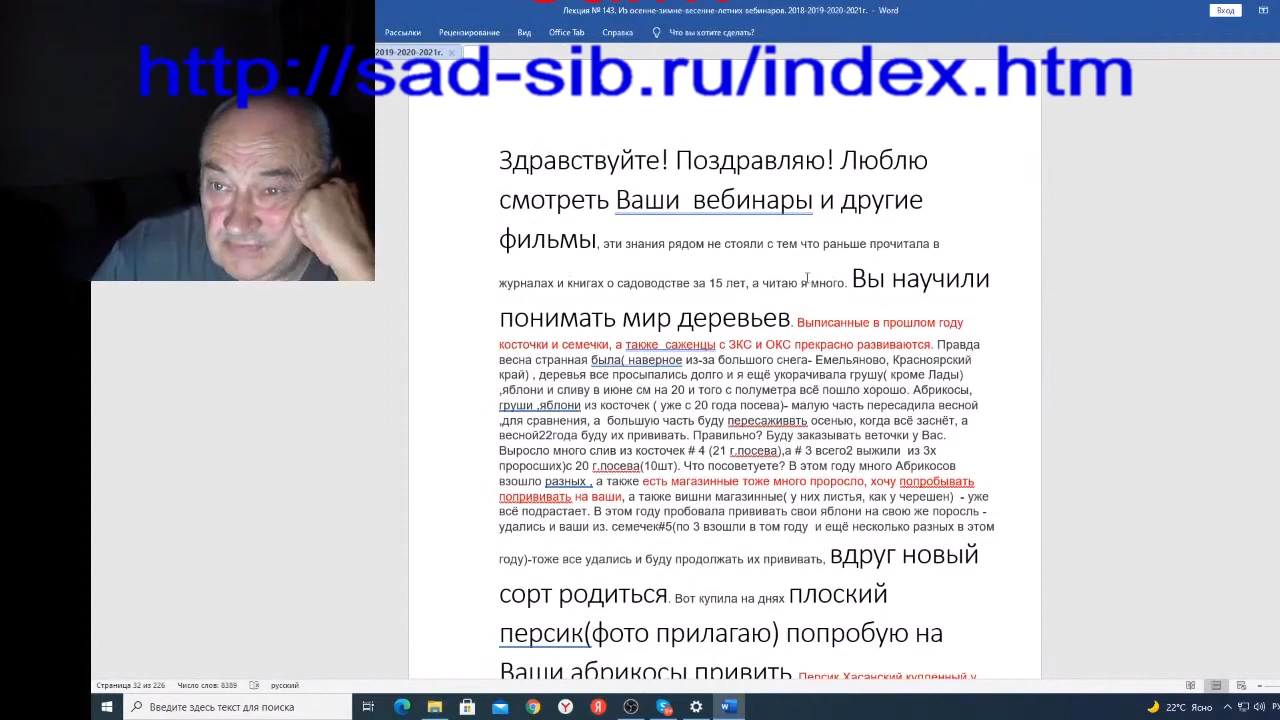 Лекция № 143. Из осенне-зимне-весенне-летних вебинаров. 2018-2019-2020-2021г. - Word
Вход
Рассылки Рецензирование Вид Office Tab Справка Что вы хотите сделать?
2019-2020-2021г.
http://sad-sib.ru/index.htm
Здравствуйте! Поздравляю! Люблю
смотреть Ваши вебинары и другие
фильмы, эти знания рядом не стояли с тем что раньше прочитала в
журналах и книгах о садоводстве за 15 лет, а читаю я много. Вы научили
понимать мир деревьев. Выписанные в прошлом году
косточки и семечки, а также саженцы с ЗКС и ОКС прекрасно развиваются. Правда
весна странная была( наверное из-за большого снега- Емельяново, Красноярский
край) , деревья все просыпались долго и я ещё укорачивала грушу( кроме Лады)
,яблони и сливу в июне см на 20 и того с полуметра всё пошло хорошо. Абрикосы,
груши ,яблони из косточек ( уже с 20 года посева)- малую часть пересадила весной
,для сравнения, а большую часть буду пересаживвть осенью, когда всё заснёт, а
весной22года буду их прививать. Правильно? Буду заказывать веточки у Вас.
Выросло много слив из косточек # 4 (21 г.посева),а # 3 всего2 выжили из 3х
проросших)с 20 г.посева(10шт). Что посоветуете? В этом году много Абрикосов
взошло разных , а также есть магазинные тоже много проросло, хочу попробывать
попрививать на ваши, а также вишни магазинные( у них листья, как у черешен) - уже
всё подрастает. В этом году пробовала прививать свои яблони на свою же поросль -
удались и ваши из. семечек#5(по 3 взошли в том году и ещё несколько разных в этом
году)-тоже все удались и буду продолжать их прививать, вдруг новый
сорт родиться. Вот купила на днях плоский
персик(фото прилагаю) попробую на
Ваши абрикосы привить. Персик Хасанский купленный у
Страница 32 из 226 Число слов: 8389 русский
Введите здесь текст для поиска
22°C Ясно